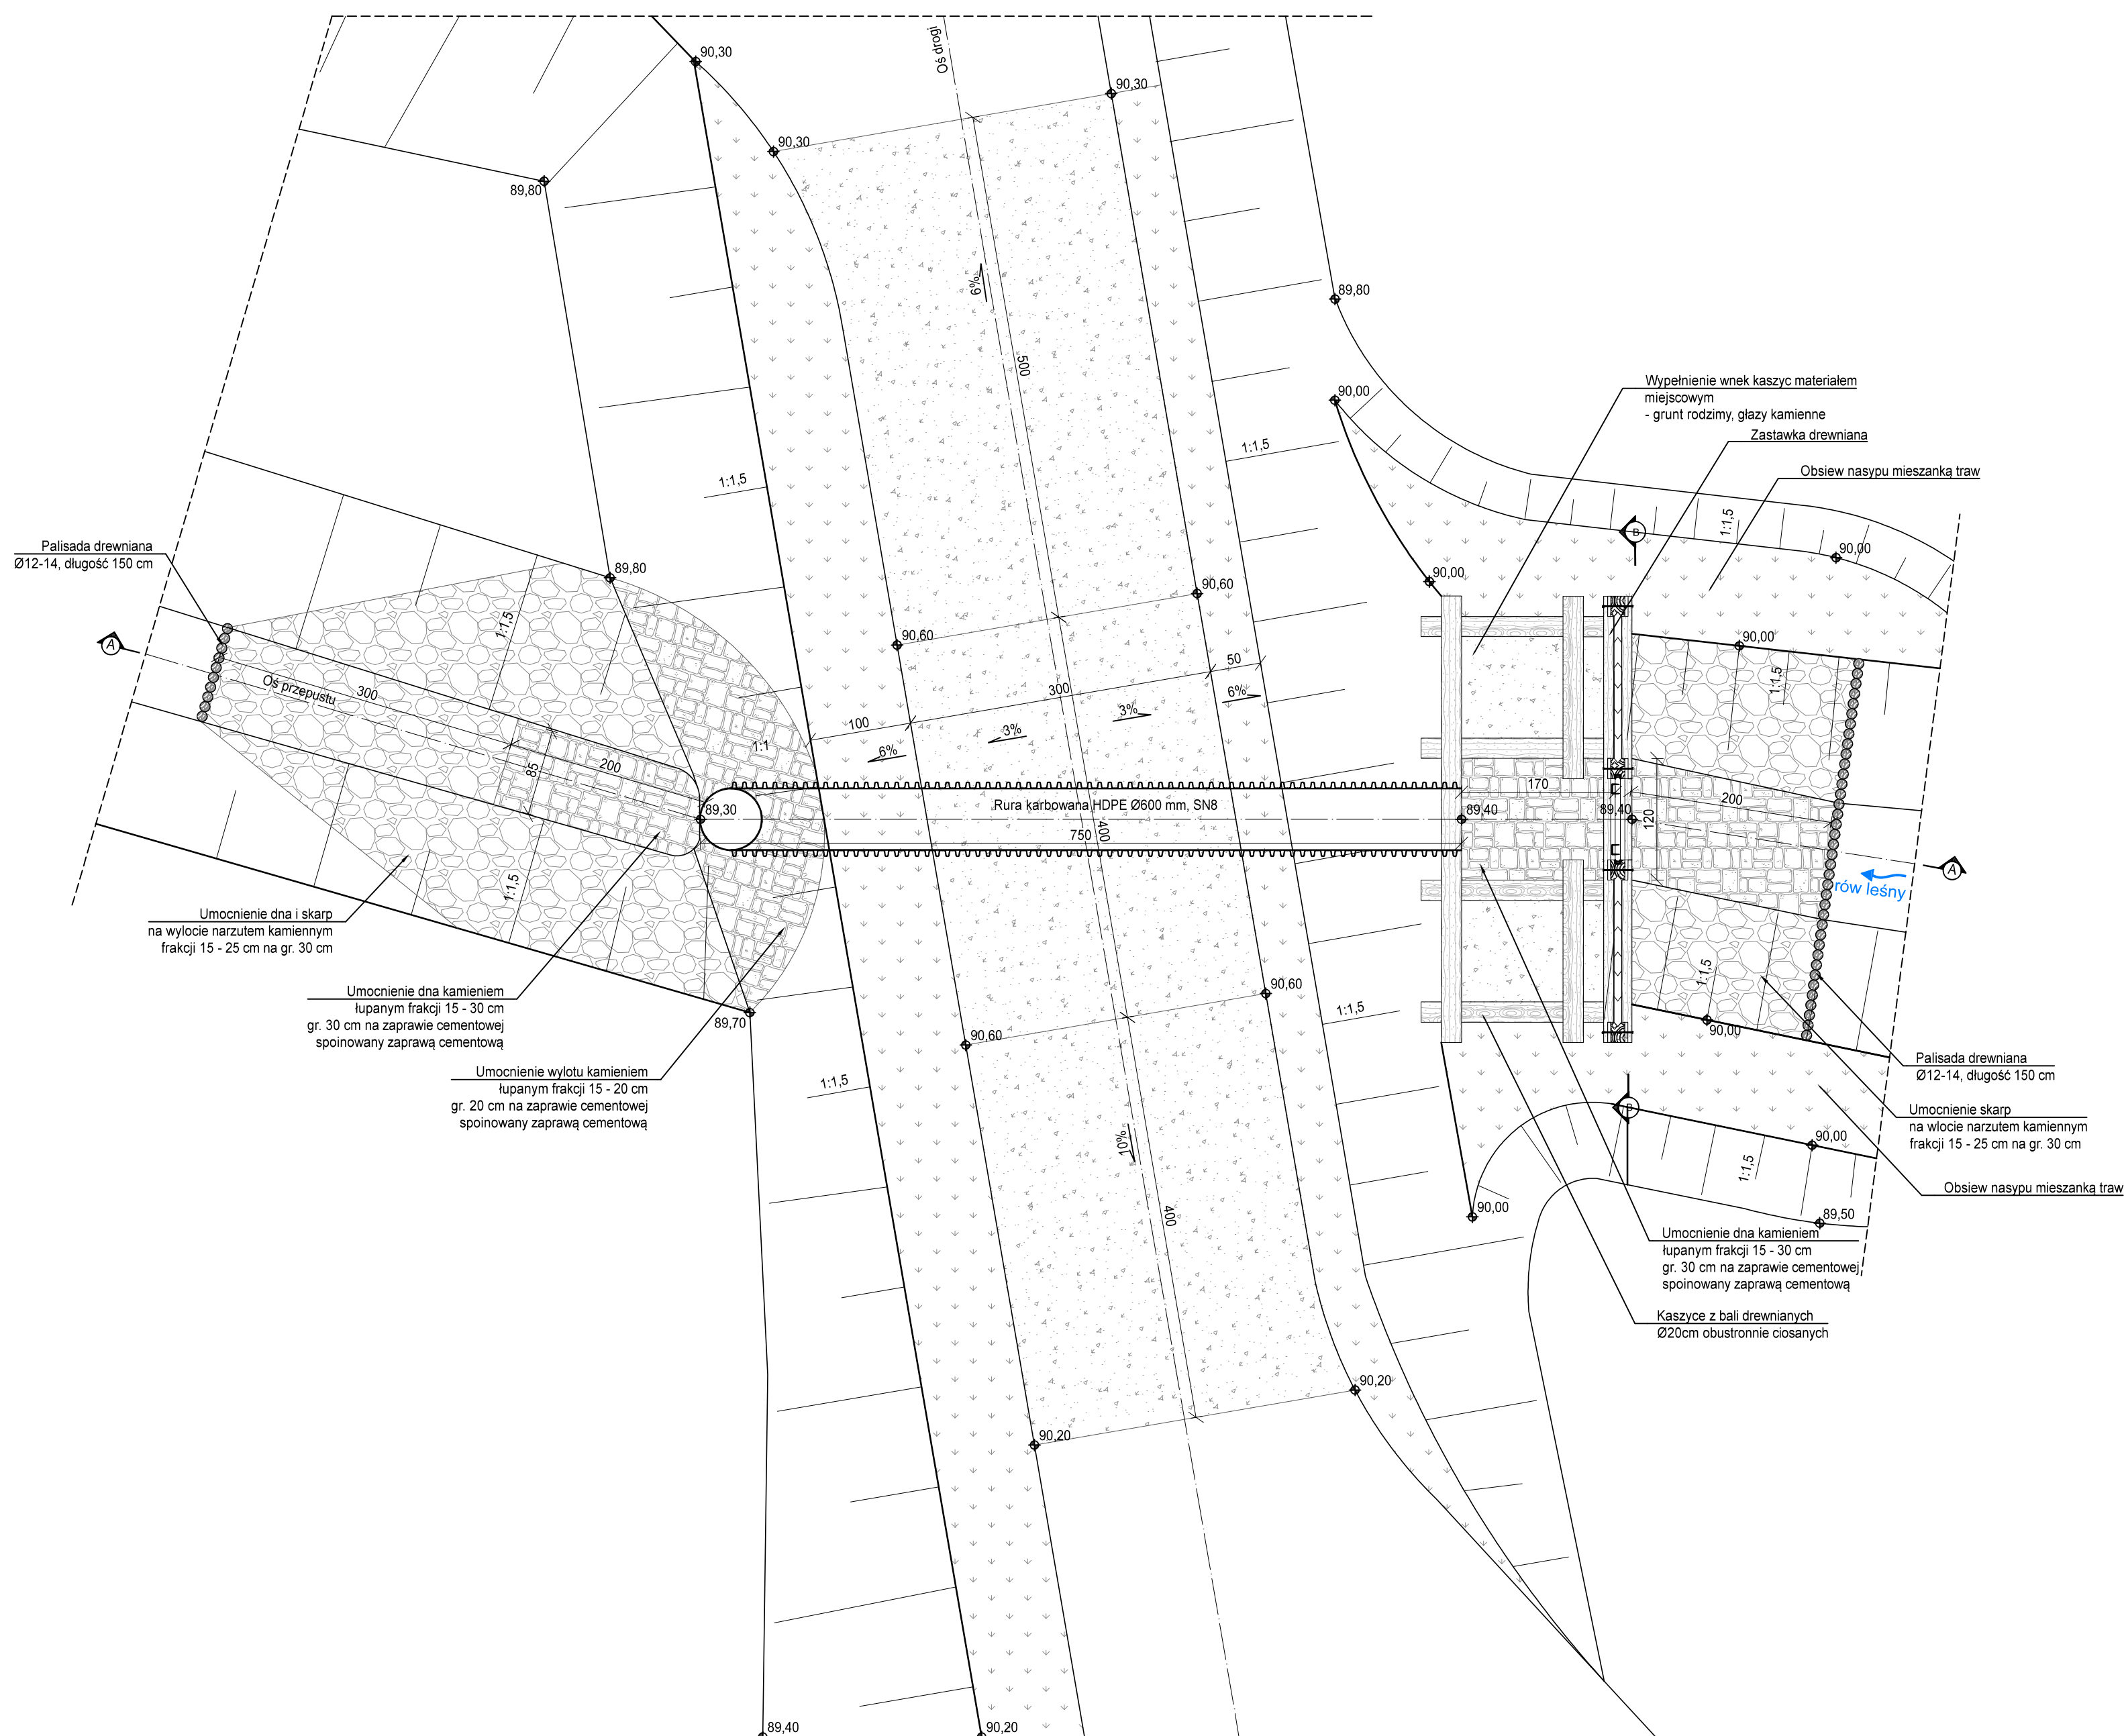 Oś drogi
90,30
90,30
90,30
89,80
6%
500
89,80
90,00
1:1,5
1:1,5
Wypełnienie wnek kaszyc materiałem
miejscowym
- grunt rodzimy, głazy kamienne
Zastawka drewniana
Obsiew nasypu mieszanką traw
B
1:1,5
90,00
90,00
Palisada drewniana
Ø12-14, długość 150 cm
89,80
90,60
90,60
1:1,5
A
Oś przepustu
300
200
85
1:1
100
300
50
6%
3%
3%
6%
90,00
1:1,5
89,30
Rura karbowana HDPE Ø600 mm, SN8
400
750
89,40
170
89,40
120
200
A
rów leśny
1:1,5
1:1,5
90,00
Umocnienie dna i skarp
na wylocie narzutem kamiennym
frakcji 15 - 25 cm na gr. 30 cm
Umocnienie dna kamieniem
łupanym frakcji 15 - 30 cm
gr. 30 cm na zaprawie cementowej
spoinowany zaprawą cementową
89,70
90,60
90,60
1:1,5
Umocnienie wylotu kamieniem
łupanym frakcji 15 - 20 cm
gr. 20 cm na zaprawie cementowej
spoinowany zaprawą cementową
1:1,5
10%
400
B
Palisada drewniana
Ø12-14, długość 150 cm
Umocnienie skarp
na wlocie narzutem kamiennym
frakcji 15 - 25 cm na gr. 30 cm
90,00
1:1,5
Obsiew nasypu mieszanką traw
90,00
89,50
Umocnienie dna kamieniem
łupanym frakcji 15 - 30 cm
gr. 30 cm na zaprawie cementowej
spoinowany zaprawą cementową
Kaszyce z bali drewnianych
Ø20cm obustronnie ciosanych
90,20
90,20
89,40
90,20